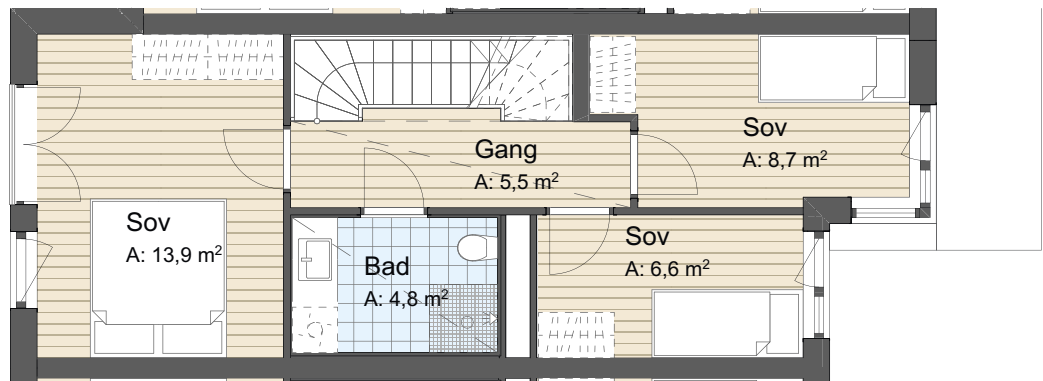 Sov
A: 13,9 m²
Gang
A: 5,5 m²
Sov
A: 8,7 m²
Bad
A: 4,8 m²
Sov
A: 6,6 m²